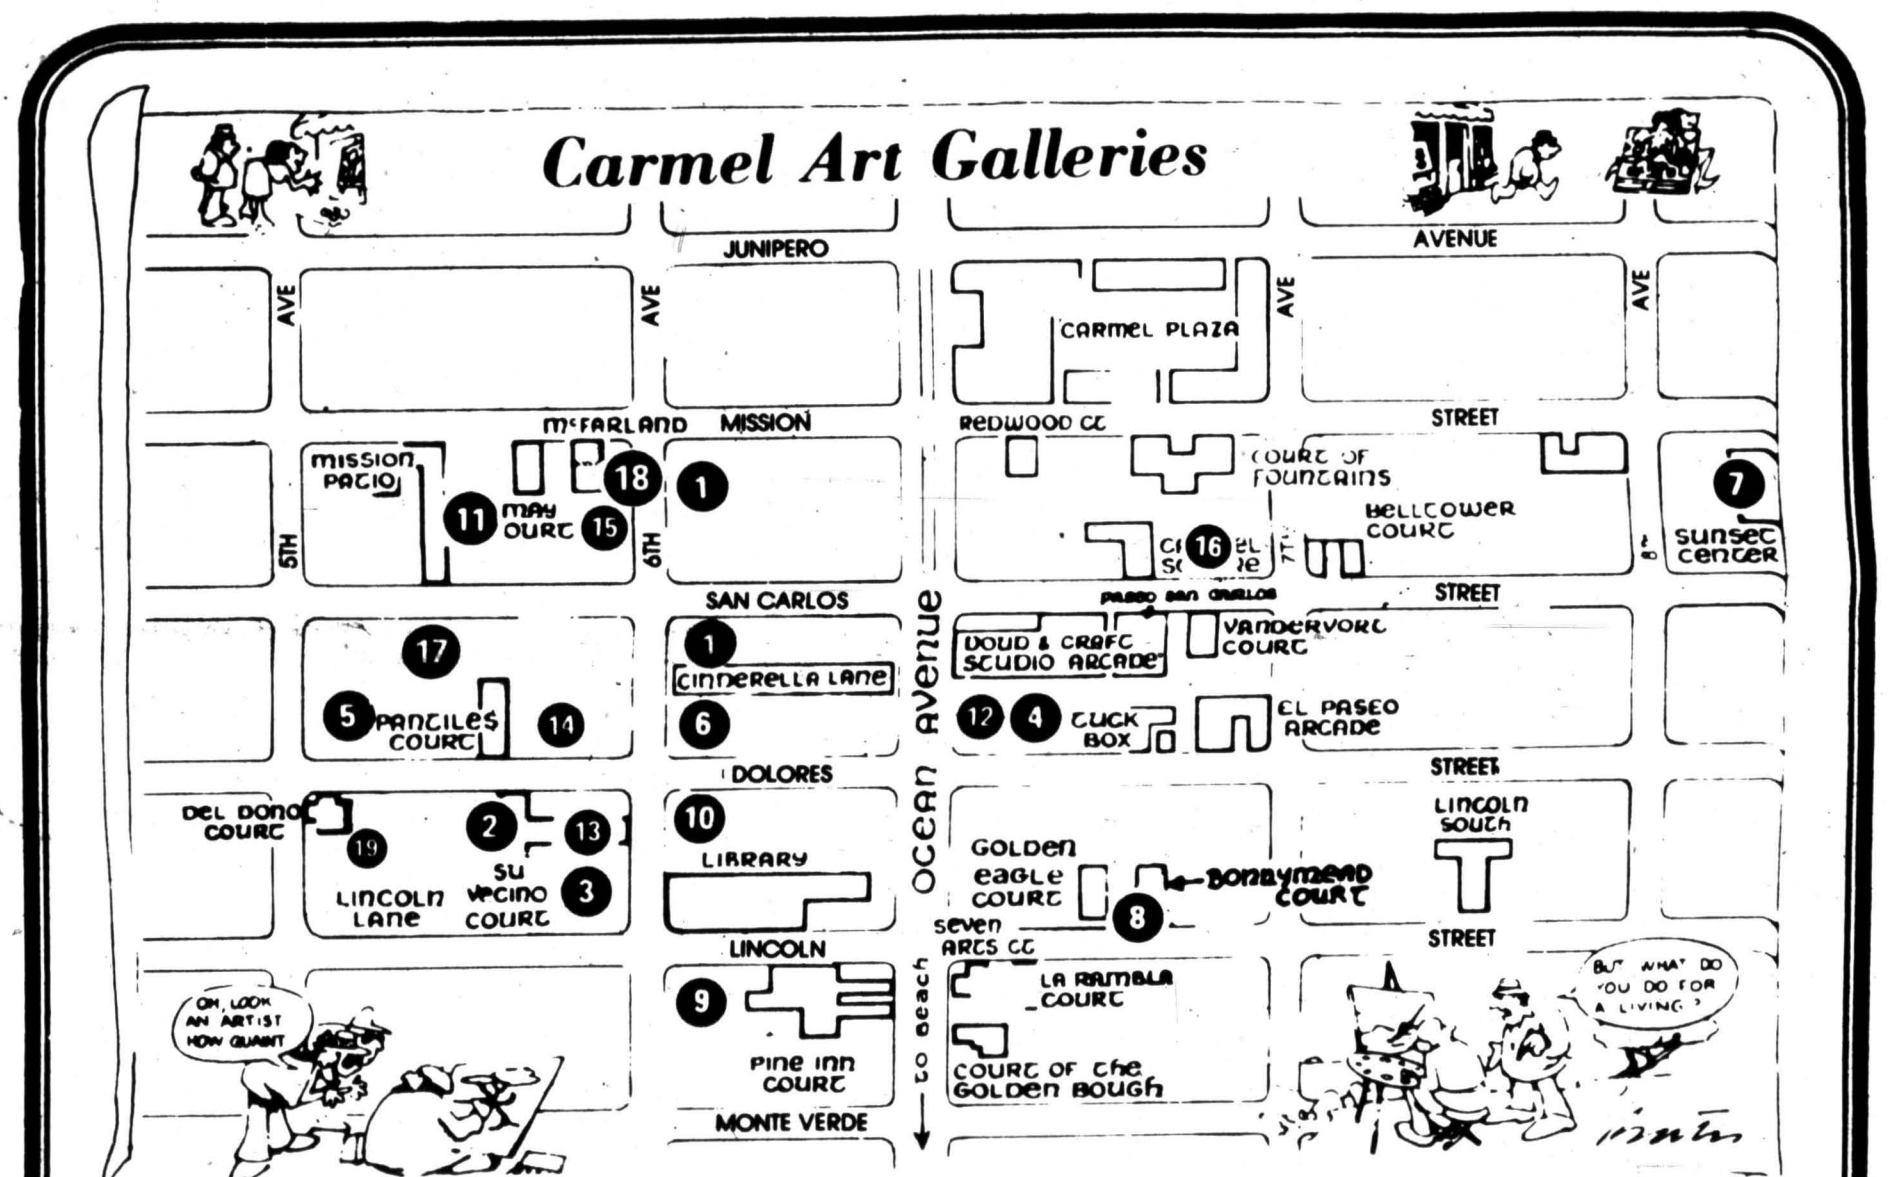 Carmel Art Galleries
JUNIPERO
AVENUE
AVE
AVE
AVE
AVE
CARMEL PLAZA
McFARLAND
MISSION
REDWOOD CT
STREET
MISSION
PATIO
11
MAY
OURT
15
18
1
COURT OF
FOUNTAINS
BELLTOWER
COURT
7
SUNSET
CENTER
5TH
6TH
16
7TH
8
SAN CARLOS
PASEO SAN CARLOS
STREET
17
1
CINDERELLA LANE
DOUD & CRAFT
STUDIO ARCADE
VANDERVORT
COURT
5
PANTILES
COURT
14
6
12
4
TUCK
BOX
EL PASEO
ARCADE
OCEAN AVENUE
DOLORES
STREET
DEL DONO
COURT
19
2
13
10
LINCOLN
SOUTH
LIBRARY
GOLDEN
EAGLE
COURT
BONNYMEAD
COURT
LINCOLN
LANE
SU
VECINO
COURT
3
8
SEVEN
ARTS CT
LINCOLN
STREET
9
PINE INN
COURT
TO BEACH
LA RAMBLA
COURT
COURT OF THE
GOLDEN BOUGH
OH, LOOK
AN ARTIST
HOW QUAINT
BUT WHAT DO
YOU DO FOR
A LIVING?
MONTE VERDE